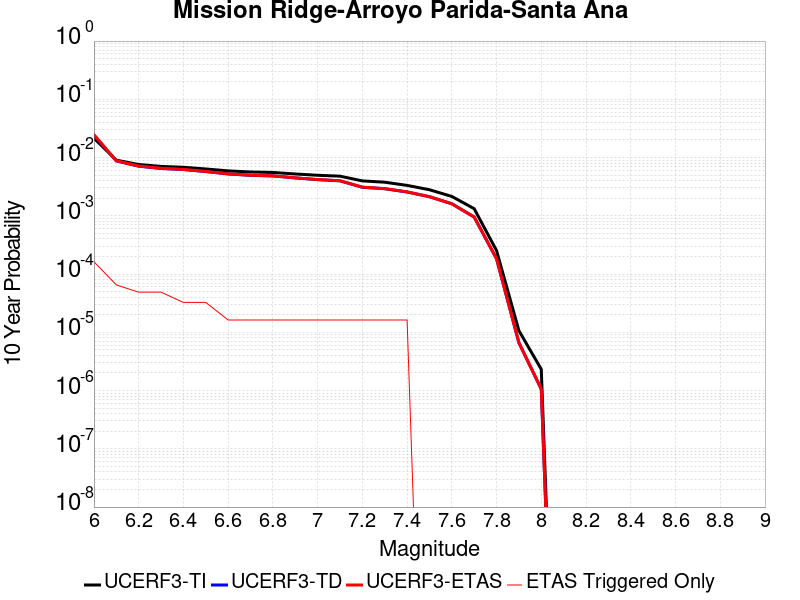 Mission Ridge-Arroyo Parida-Santa Ana
10 Year Probability
10^0
10^-1
10^-2
10^-3
10^-4
10^-5
10^-6
10^-7
10^-8
6 6.2 6.4 6.6 6.8 7 7.2 7.4 7.6 7.8 8 8.2 8.4 8.6 8.8 9
Magnitude
UCERF3-TI UCERF3-TD UCERF3-ETAS ETAS Triggered Only